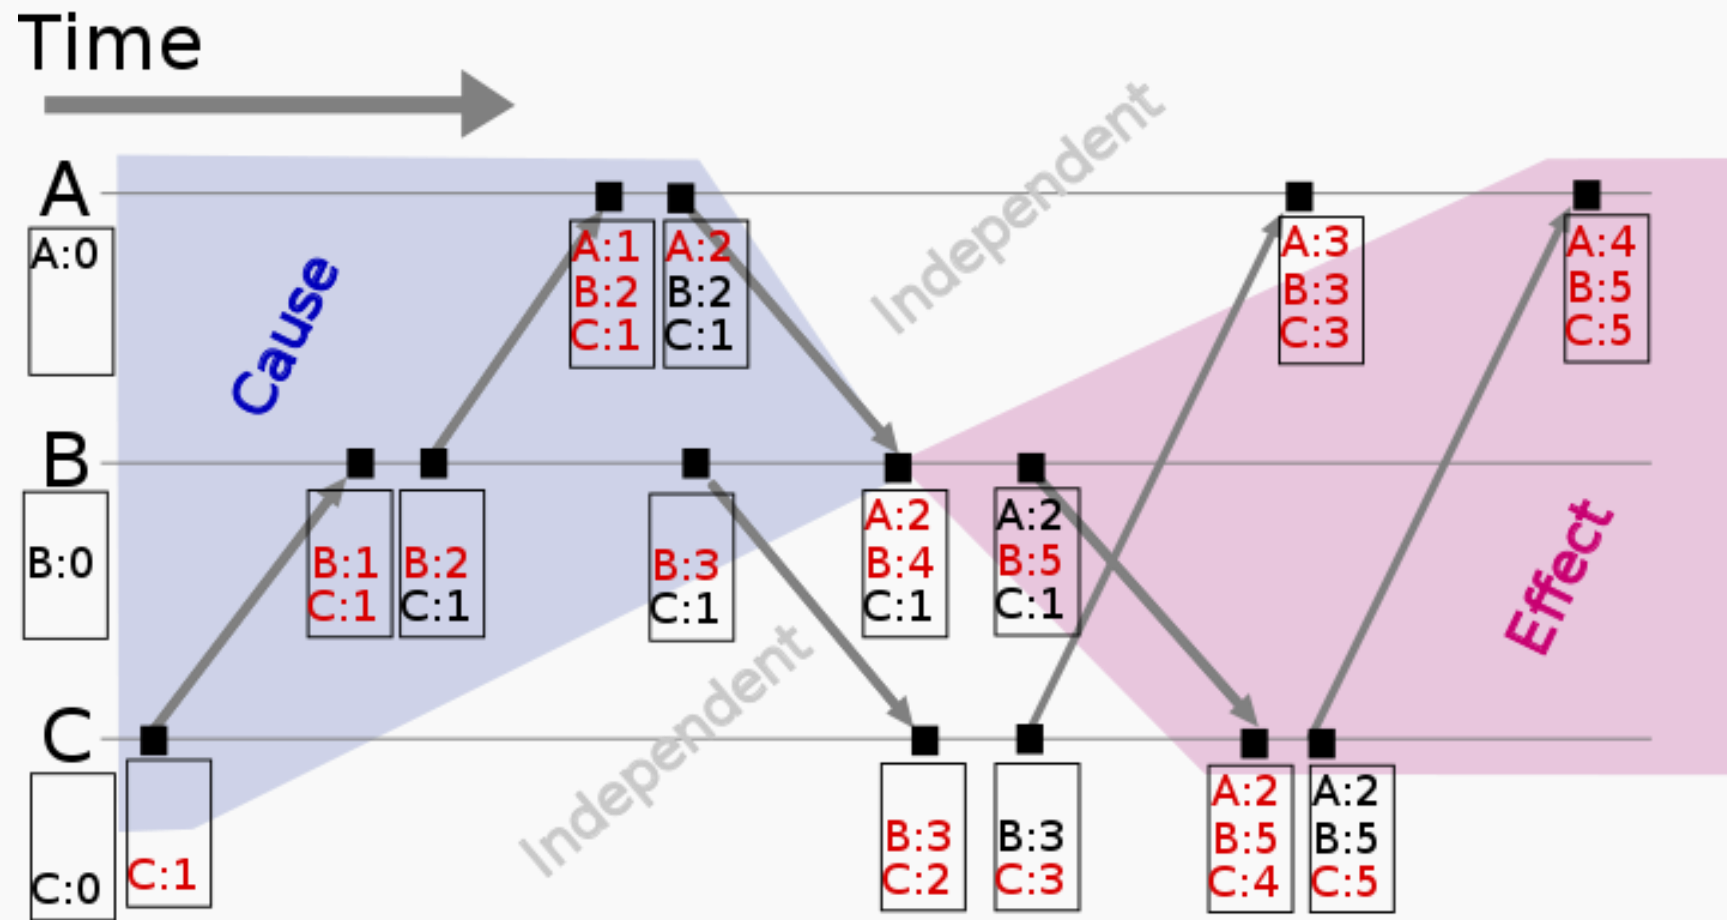 Time
A
A:0
Cause
A:1
B:2
C:1
A:2
B:2
C:1
Independent
A:3
B:3
C:3
A:4
B:5
C:5
B
B:0
B:1
C:1
B:2
C:1
B:3
C:1
A:2
B:4
C:1
A:2
B:5
C:1
Effect
Independent
C
C:0
C:1
B:3
C:2
B:3
C:3
A:2
B:5
C:4
A:2
B:5
C:5